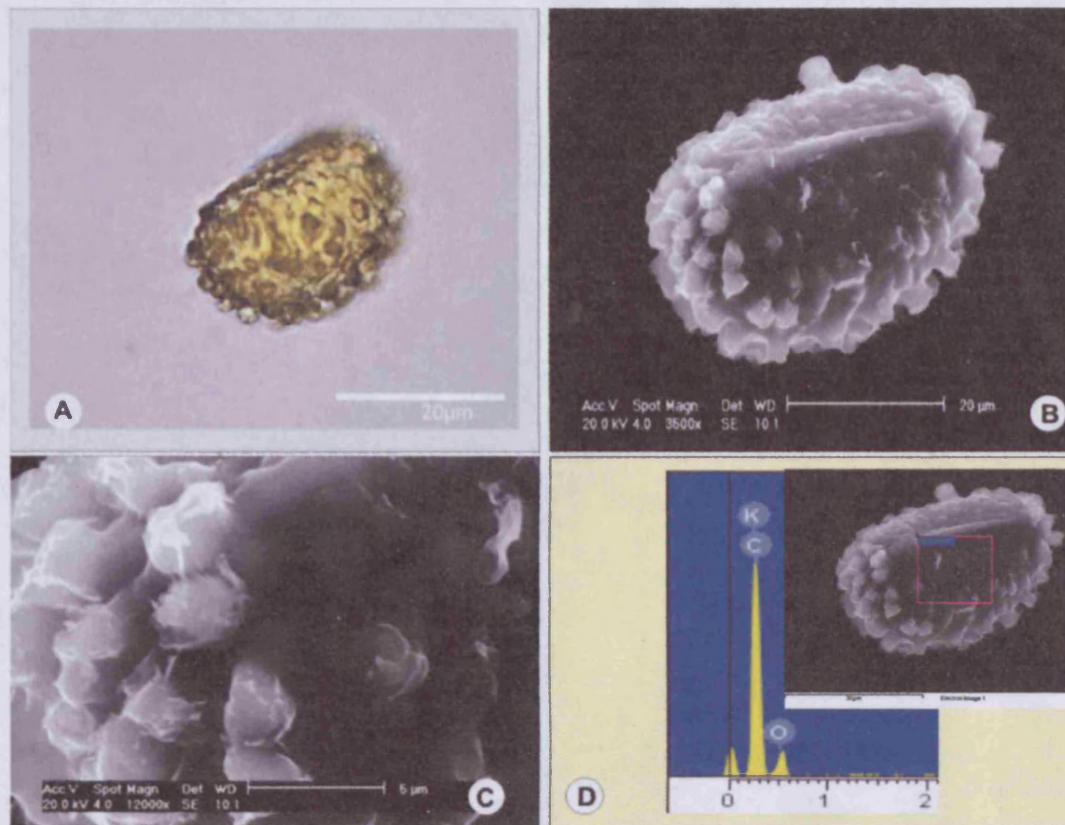 20µm
A
Acc.V Spot Magn Det WD 20 µm
20.0 kV 4.0 3500x SE 10.1
B
Acc.V Spot Magn Det WD 5 µm
20.0 kV 4.0 12000x SE 10.1
C
K
C
O
Electron Image 1
D
0 1 2